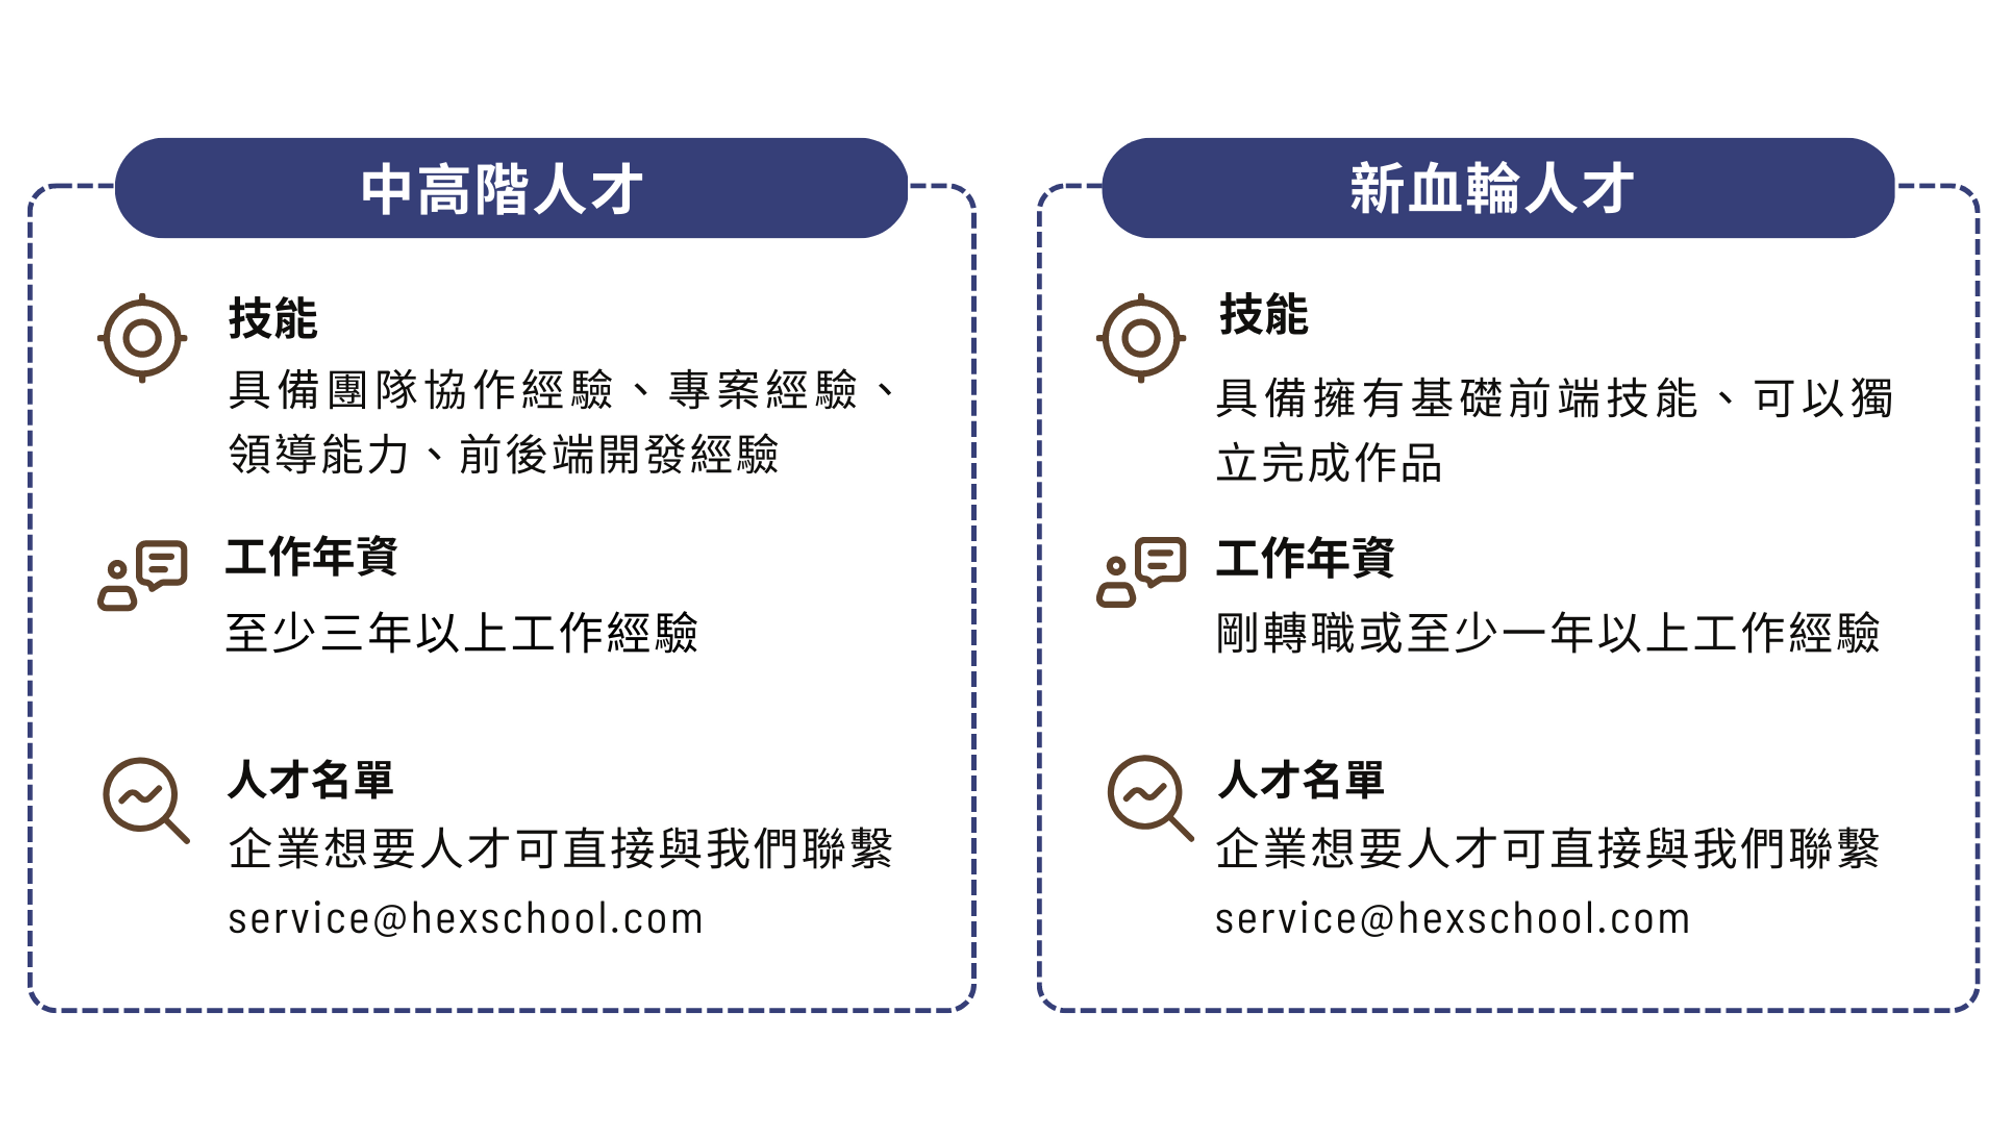 中高階人才
技能
具備團隊協作經驗、專案經驗、
領導能力、前後端開發經驗
工作年資
至少三年以上工作經驗
人才名單
企業想要人才可直接與我們聯繫
service@hexschool.com
新血輪人才
技能
具備擁有基礎前端技能、可以獨
立完成作品
工作年資
剛轉職或至少一年以上工作經驗
人才名單
企業想要人才可直接與我們聯繫
service@hexschool.com